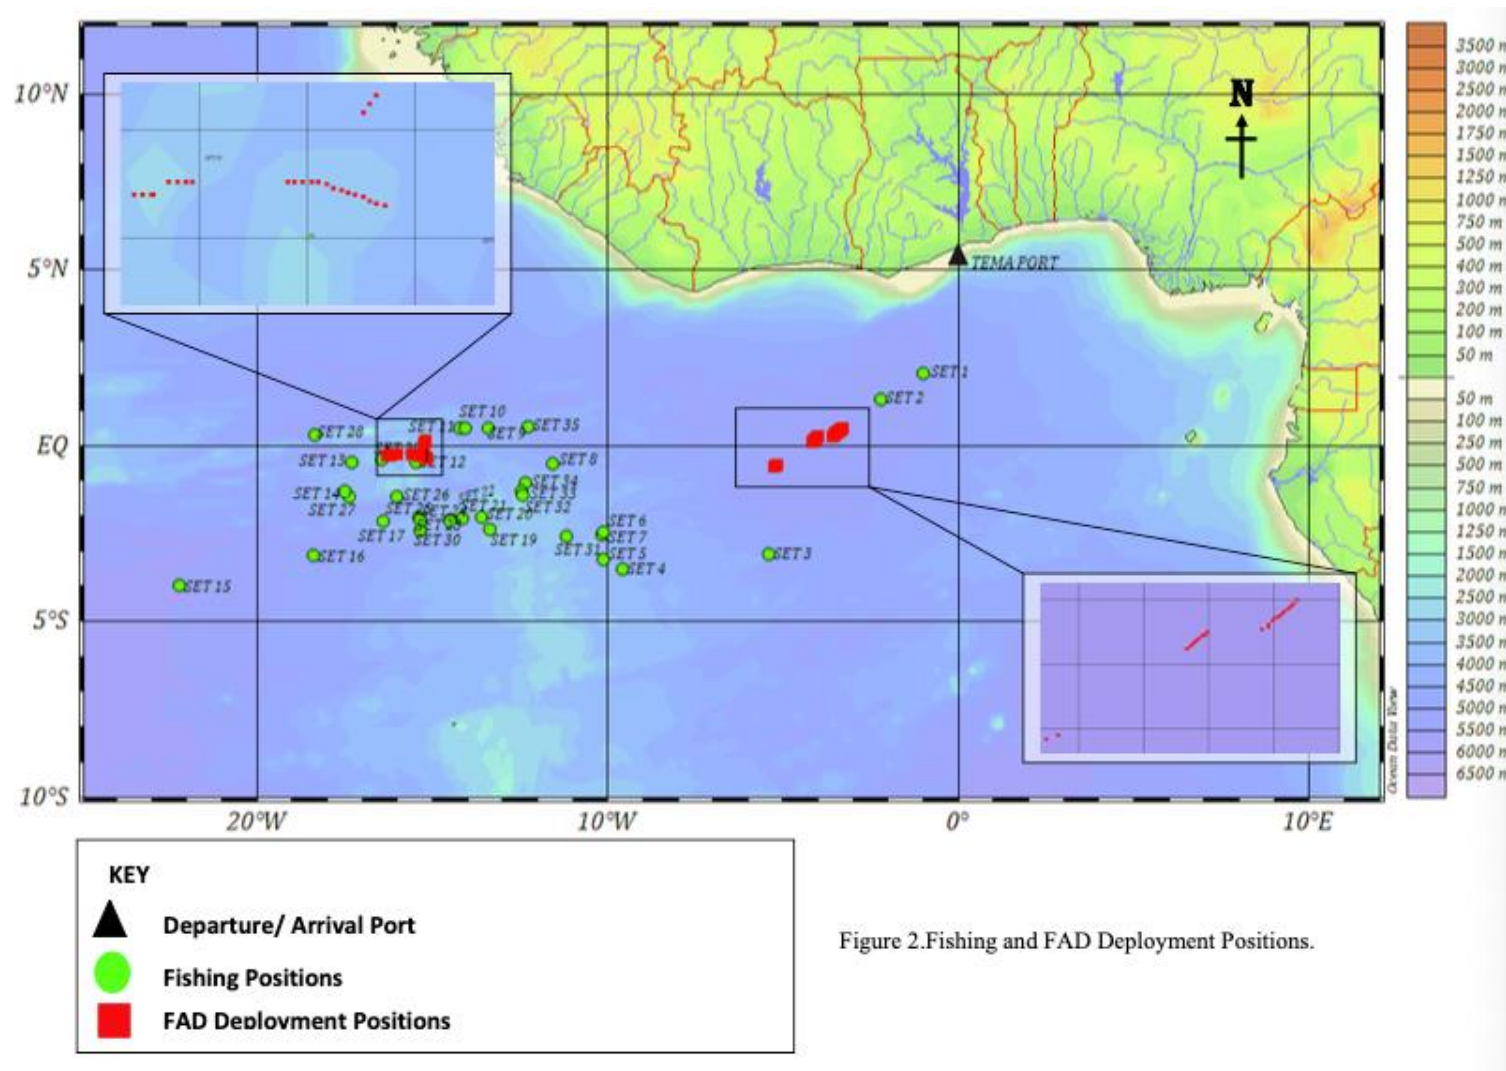 10°N
5°N
EQ
5°S
10°S
20°W
10°W
0°
10°E
N
TEMA PORT
SET 1
SET 2
SET 10
SET 11
SET 9
SET 35
SET 28
SET 13
SET 12
SET 8
SET 34
SET 33
SET 32
SET 14
SET 27
SET 26
SET 21
SET 20
SET 17
SET 30
SET 19
SET 6
SET 7
SET 31
SET 5
SET 4
SET 3
SET 16
SET 15
3500 m
3000 m
2500 m
2000 m
1750 m
1500 m
1250 m
1000 m
750 m
500 m
400 m
300 m
200 m
100 m
50 m
50 m
100 m
250 m
500 m
750 m
1000 m
1250 m
1500 m
2000 m
2500 m
3000 m
3500 m
4000 m
4500 m
5000 m
5500 m
6000 m
6500 m
Ocean Data View
KEY
Departure/ Arrival Port
Fishing Positions
FAD Deployment Positions
Figure 2.Fishing and FAD Deployment Positions.